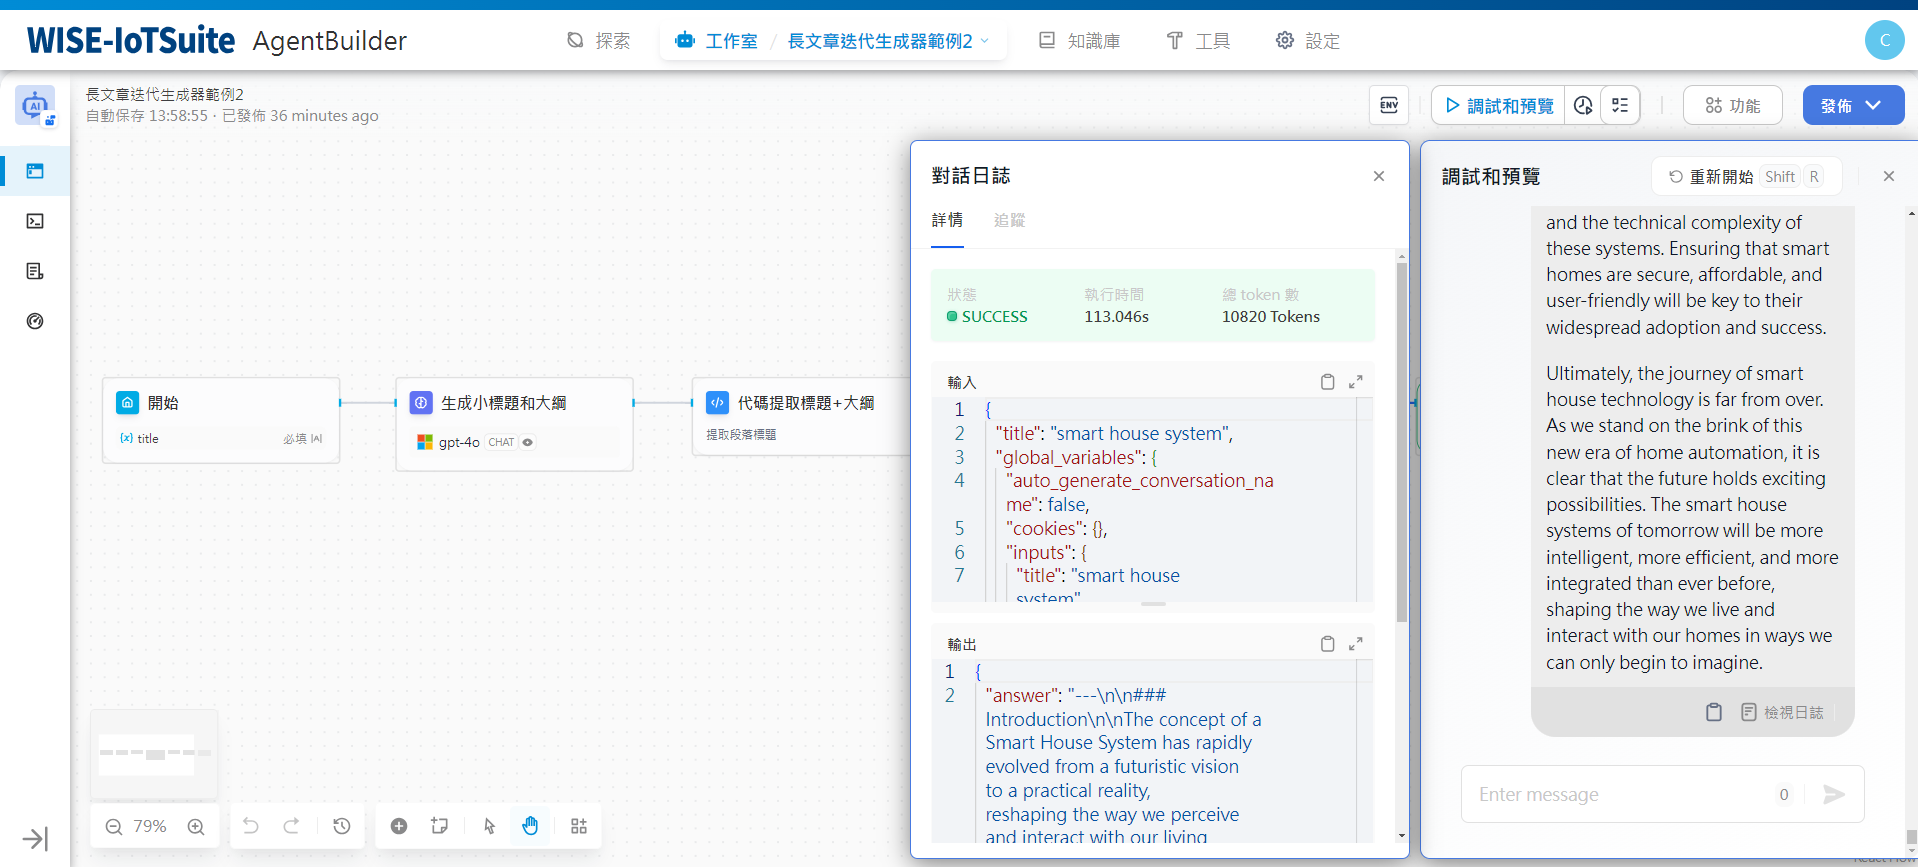 WISE-IoTSuite AgentBuilder
探索
工作室 / 長文章迭代生成器範例2
知識庫
工具
設定
C
長文章迭代生成器範例2
自動保存 13:58:55 · 已發佈 36 minutes ago
ENV
調試和預覽
功能
發佈
開始
{x} title
必填
生成小標題和大綱
gpt-4o CHAT
代碼提取標題+大綱
提取段落標題
79%
對話日誌
詳情
追蹤
狀態
SUCCESS
執行時間
113.046s
總 token 數
10820 Tokens
輸入
1 {
2 "title": "smart house system",
3 "global_variables": {
4 "auto_generate_conversation_na
me": false,
5 "cookies": {},
6 "inputs": {
7 "title": "smart house
system"
輸出
1 {
2 "answer": "---\n\n###
Introduction\n\nThe concept of a
Smart House System has rapidly
evolved from a futuristic vision
to a practical reality,
reshaping the way we perceive
and interact with our living
調試和預覽
重新開始 Shift R
and the technical complexity of
these systems. Ensuring that smart
homes are secure, affordable, and
user-friendly will be key to their
widespread adoption and success.
Ultimately, the journey of smart
house technology is far from over.
As we stand on the brink of this
new era of home automation, it is
clear that the future holds exciting
possibilities. The smart house
systems of tomorrow will be more
intelligent, more efficient, and more
integrated than ever before,
shaping the way we live and
interact with our homes in ways we
can only begin to imagine.
檢視日誌
Enter message
0
React Flow